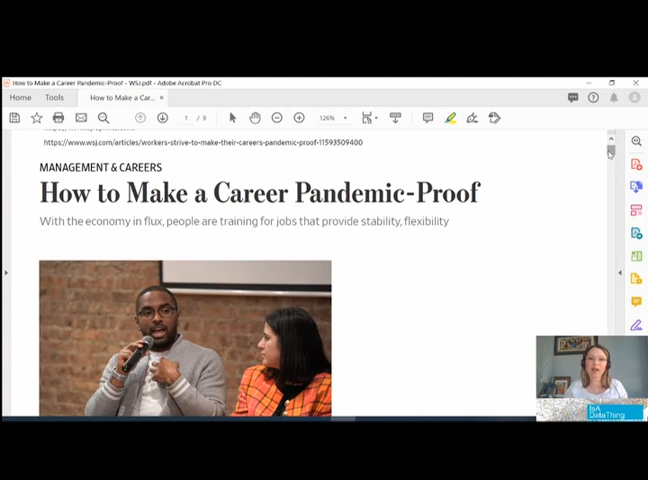 How to Make a Career Pandemic-Proof - WSJ.pdf - Adobe Acrobat Pro DC
Home Tools How to Make a Car... ×
1 / 9 126%
https://www.wsj.com/articles/workers-strive-to-make-their-careers-pandemic-proof-11593509400
MANAGEMENT & CAREERS
How to Make a Career Pandemic-Proof
With the economy in flux, people are training for jobs that provide stability, flexibility
IsA
DataThing